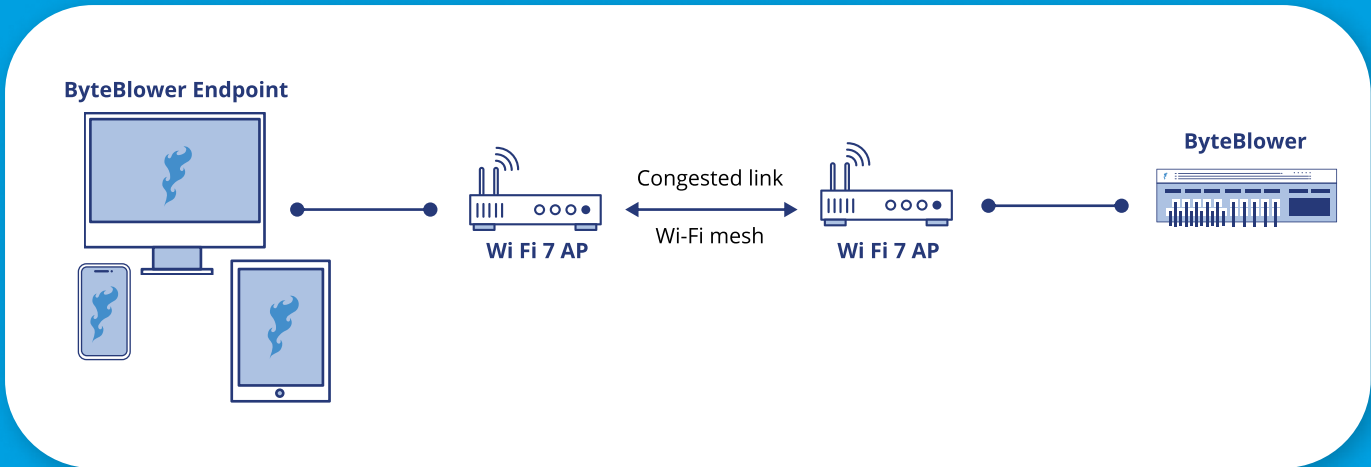 ByteBlower Endpoint
Wi Fi 7 AP
Congested link
Wi-Fi mesh
Wi Fi 7 AP
ByteBlower